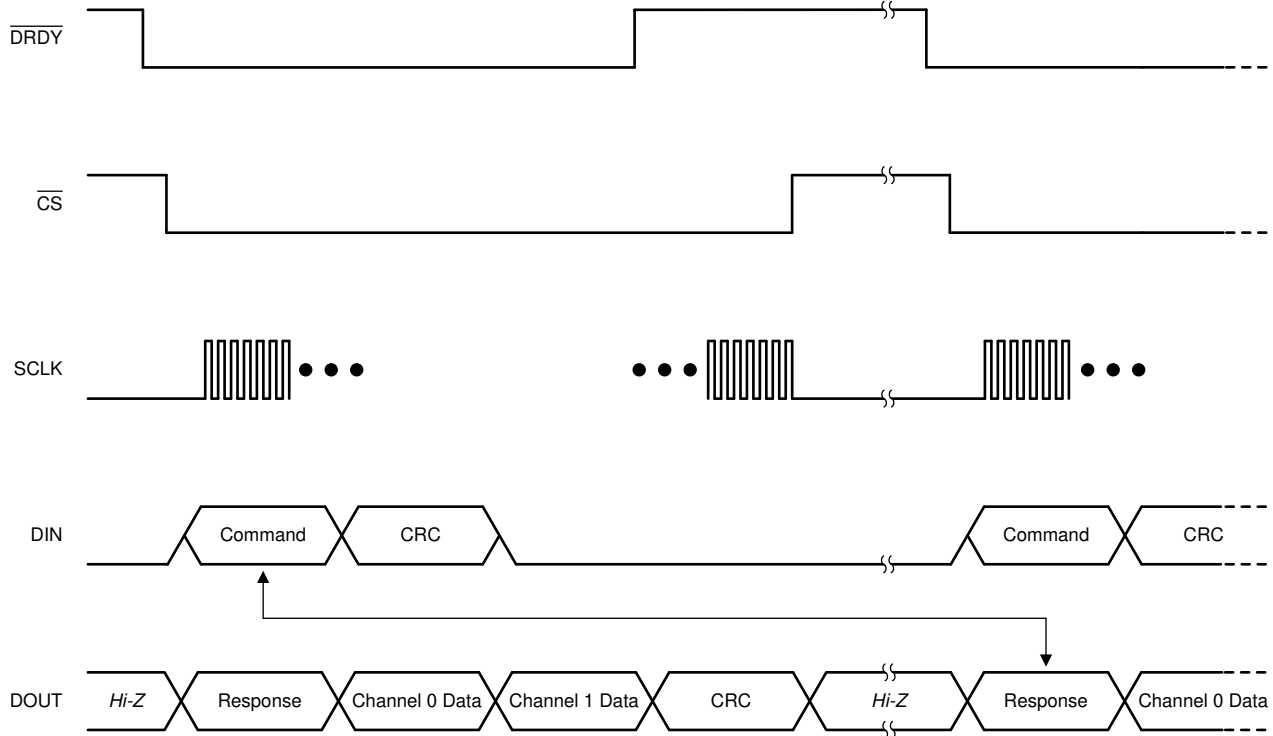 DRDY
CS
SCLK
DIN Command CRC Command CRC
DOUT Hi-Z Response Channel 0 Data Channel 1 Data CRC Hi-Z Response Channel 0 Data